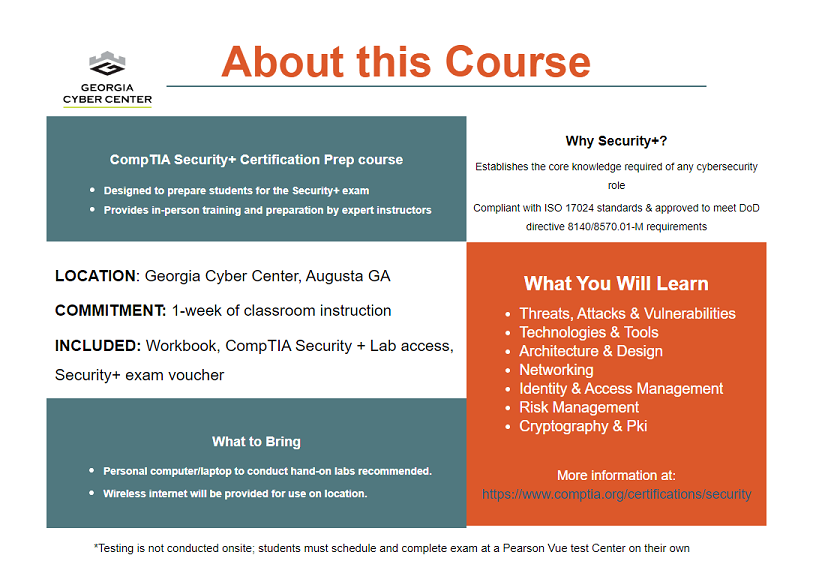 About this Course
GEORGIA
CYBER CENTER
CompTIA Security+ Certification Prep course
• Designed to prepare students for the Security+ exam
• Provides in-person training and preparation by expert instructors
Why Security+?
Establishes the core knowledge required of any cybersecurity
role
Compliant with ISO 17024 standards & approved to meet DoD
directive 8140/8570.01-M requirements
LOCATION: Georgia Cyber Center, Augusta GA
COMMITMENT: 1-week of classroom instruction
INCLUDED: Workbook, CompTIA Security + Lab access,
Security+ exam voucher
What You Will Learn
• Threats, Attacks & Vulnerabilities
• Technologies & Tools
• Architecture & Design
• Networking
• Identity & Access Management
• Risk Management
• Cryptography & Pki
More information at:
https://www.comptia.org/certifications/security
What to Bring
• Personal computer/laptop to conduct hand-on labs recommended.
• Wireless internet will be provided for use on location.
*Testing is not conducted onsite; students must schedule and complete exam at a Pearson Vue test Center on their own